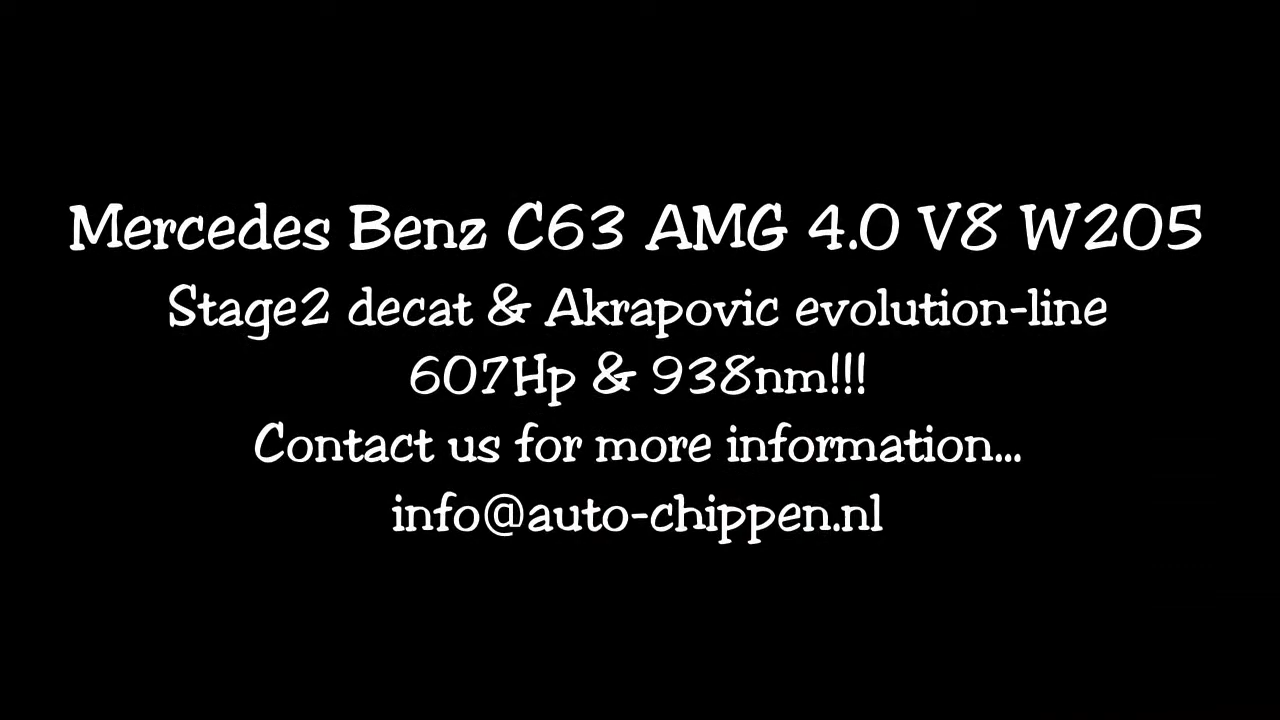 Mercedes Benz C63 AMG 4.0 V8 W205
Stage2 decat & Akrapovic evolution-line
607Hp & 938nm!!!
Contact us for more information...
info@auto-chippen.nl